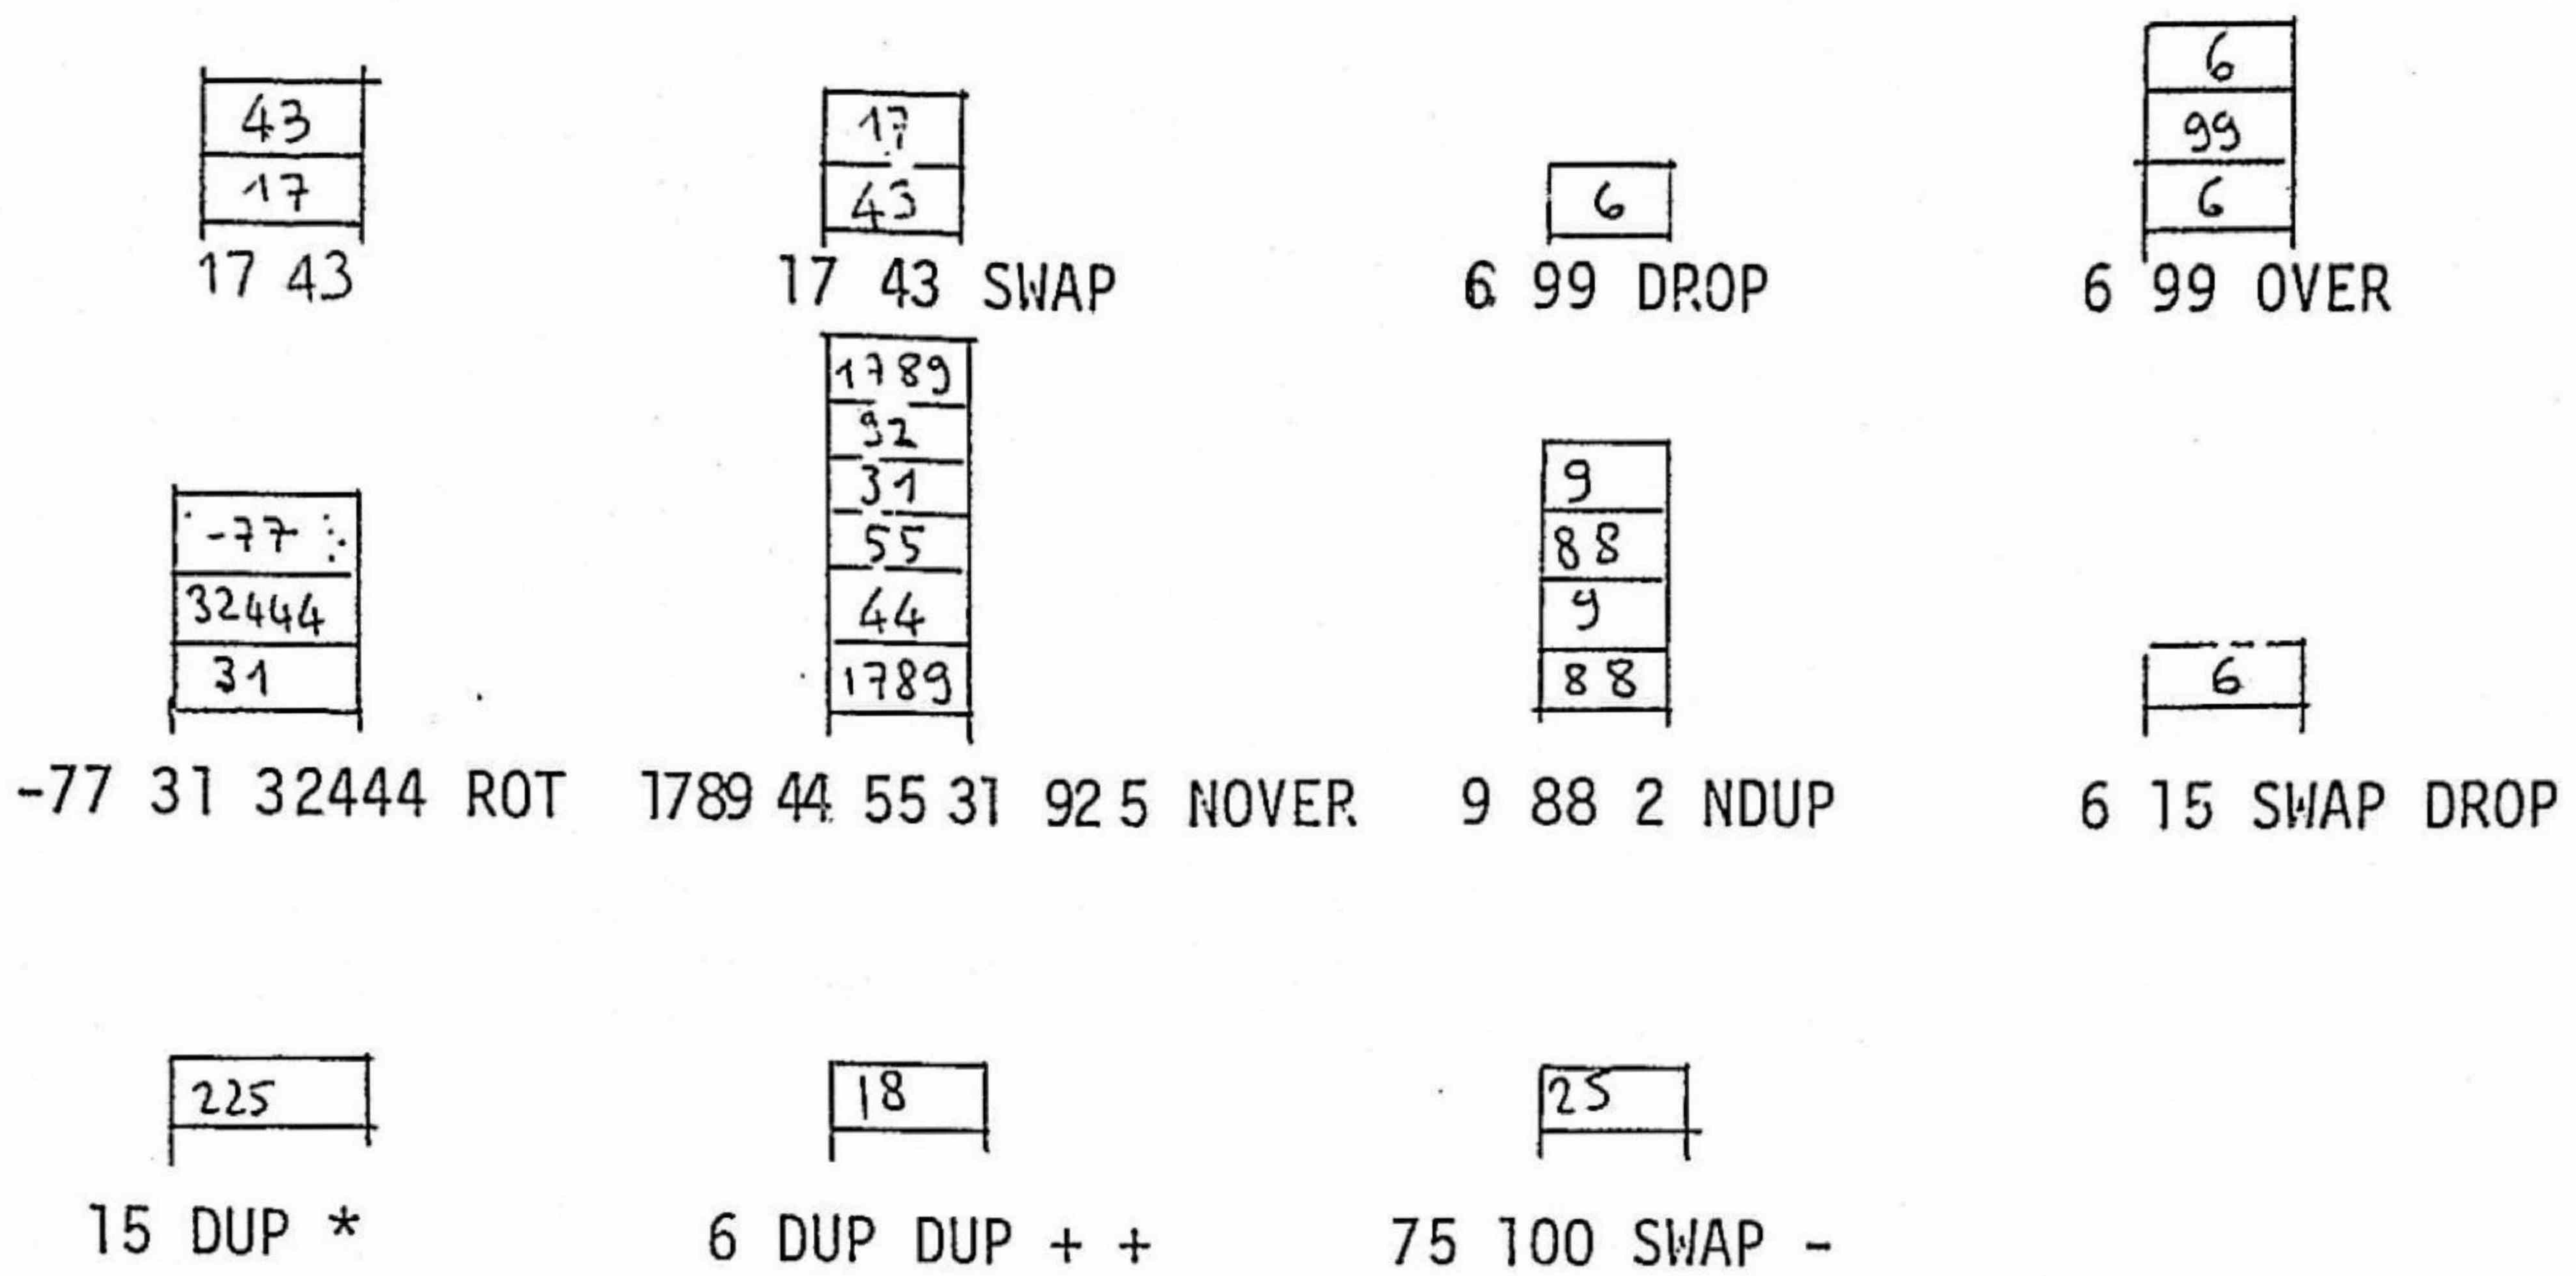 43
17
17 43
17
43
17 43 SWAP
6
6 99 DROP
6
99
6
6 99 OVER
-77
32444
31
-77 31 32444 ROT
1789
92
31
55
44
1789
1789 44 55 31 92 5 NOVER
9
88
9
88
9 88 2 NDUP
6
6 15 SWAP DROP
225
15 DUP *
18
6 DUP DUP + +
25
75 100 SWAP -